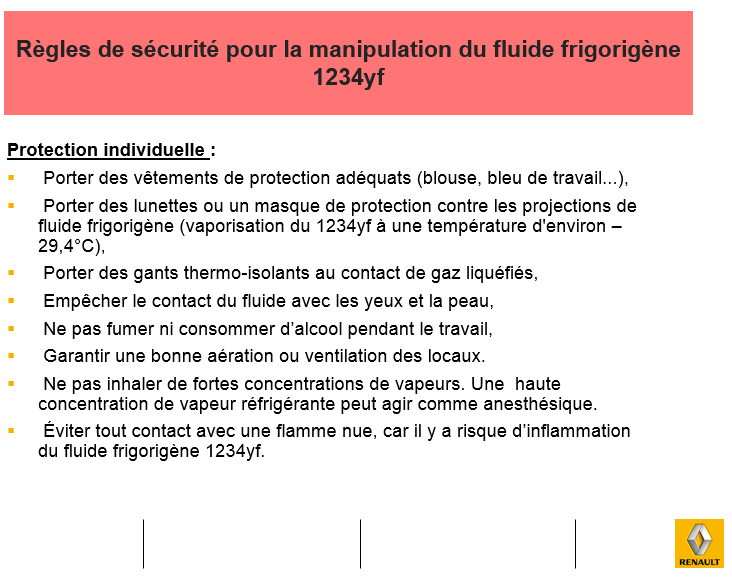 Règles de sécurité pour la manipulation du fluide frigorigène
1234yf
Protection individuelle :
▪ Porter des vêtements de protection adéquats (blouse, bleu de travail...),
▪ Porter des lunettes ou un masque de protection contre les projections de
fluide frigorigène (vaporisation du 1234yf à une température d'environ –
29,4°C),
▪ Porter des gants thermo-isolants au contact de gaz liquéfiés,
▪ Empêcher le contact du fluide avec les yeux et la peau,
▪ Ne pas fumer ni consommer d’alcool pendant le travail,
▪ Garantir une bonne aération ou ventilation des locaux.
▪ Ne pas inhaler de fortes concentrations de vapeurs. Une  haute
concentration de vapeur réfrigérante peut agir comme anesthésique.
▪ Éviter tout contact avec une flamme nue, car il y a risque d’inflammation
du fluide frigorigène 1234yf.
RENAULT